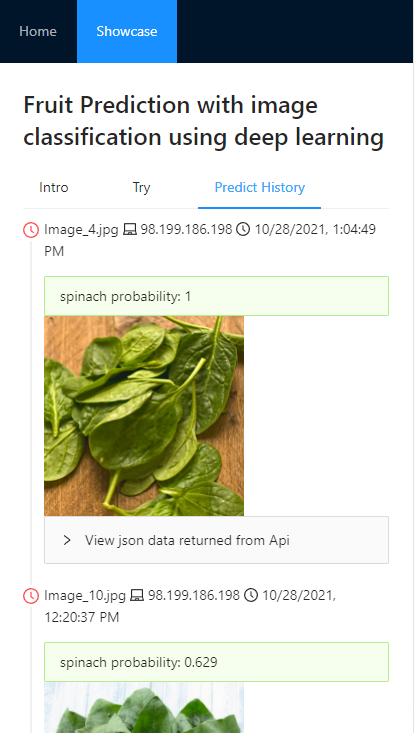 Home Showcase
Fruit Prediction with image
classification using deep learning
Intro Try Predict History
Image_4.jpg 98.199.186.198 10/28/2021, 1:04:49
PM
spinach probability: 1
View json data returned from Api
Image_10.jpg 98.199.186.198 10/28/2021,
12:20:37 PM
spinach probability: 0.629